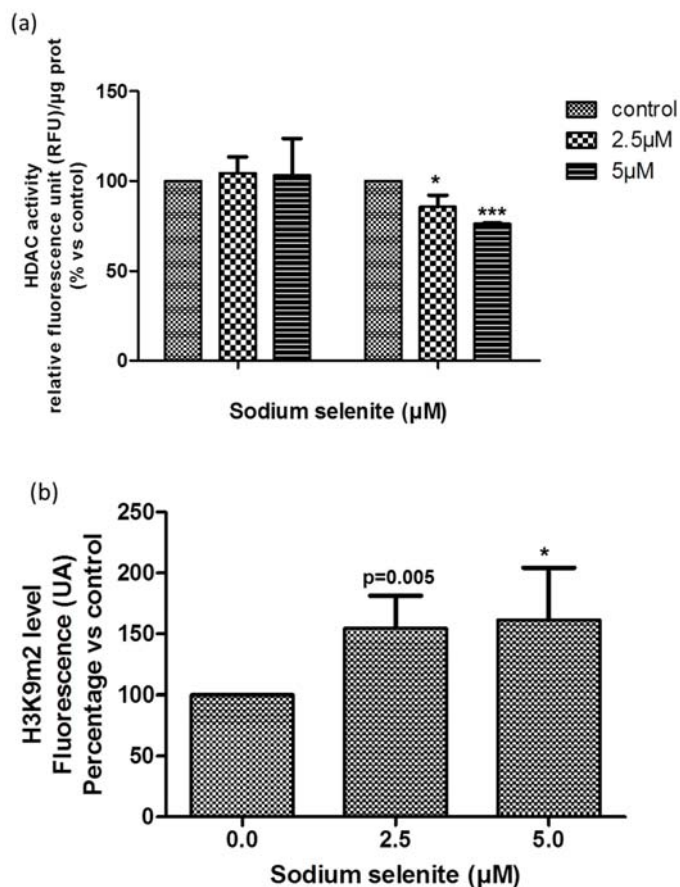 (a)
HDAC activity
relative fluorescence unit (RFU)/µg prot
(% vs control)
150
100
50
0
*
***
control
2.5µM
5µM
Sodium selenite (µM)
(b)
H3K9m2 level
Fluorescence (UA)
Percentage vs control
250
200
150
100
50
0
p=0.005
*
0.0 2.5 5.0
Sodium selenite (µM)